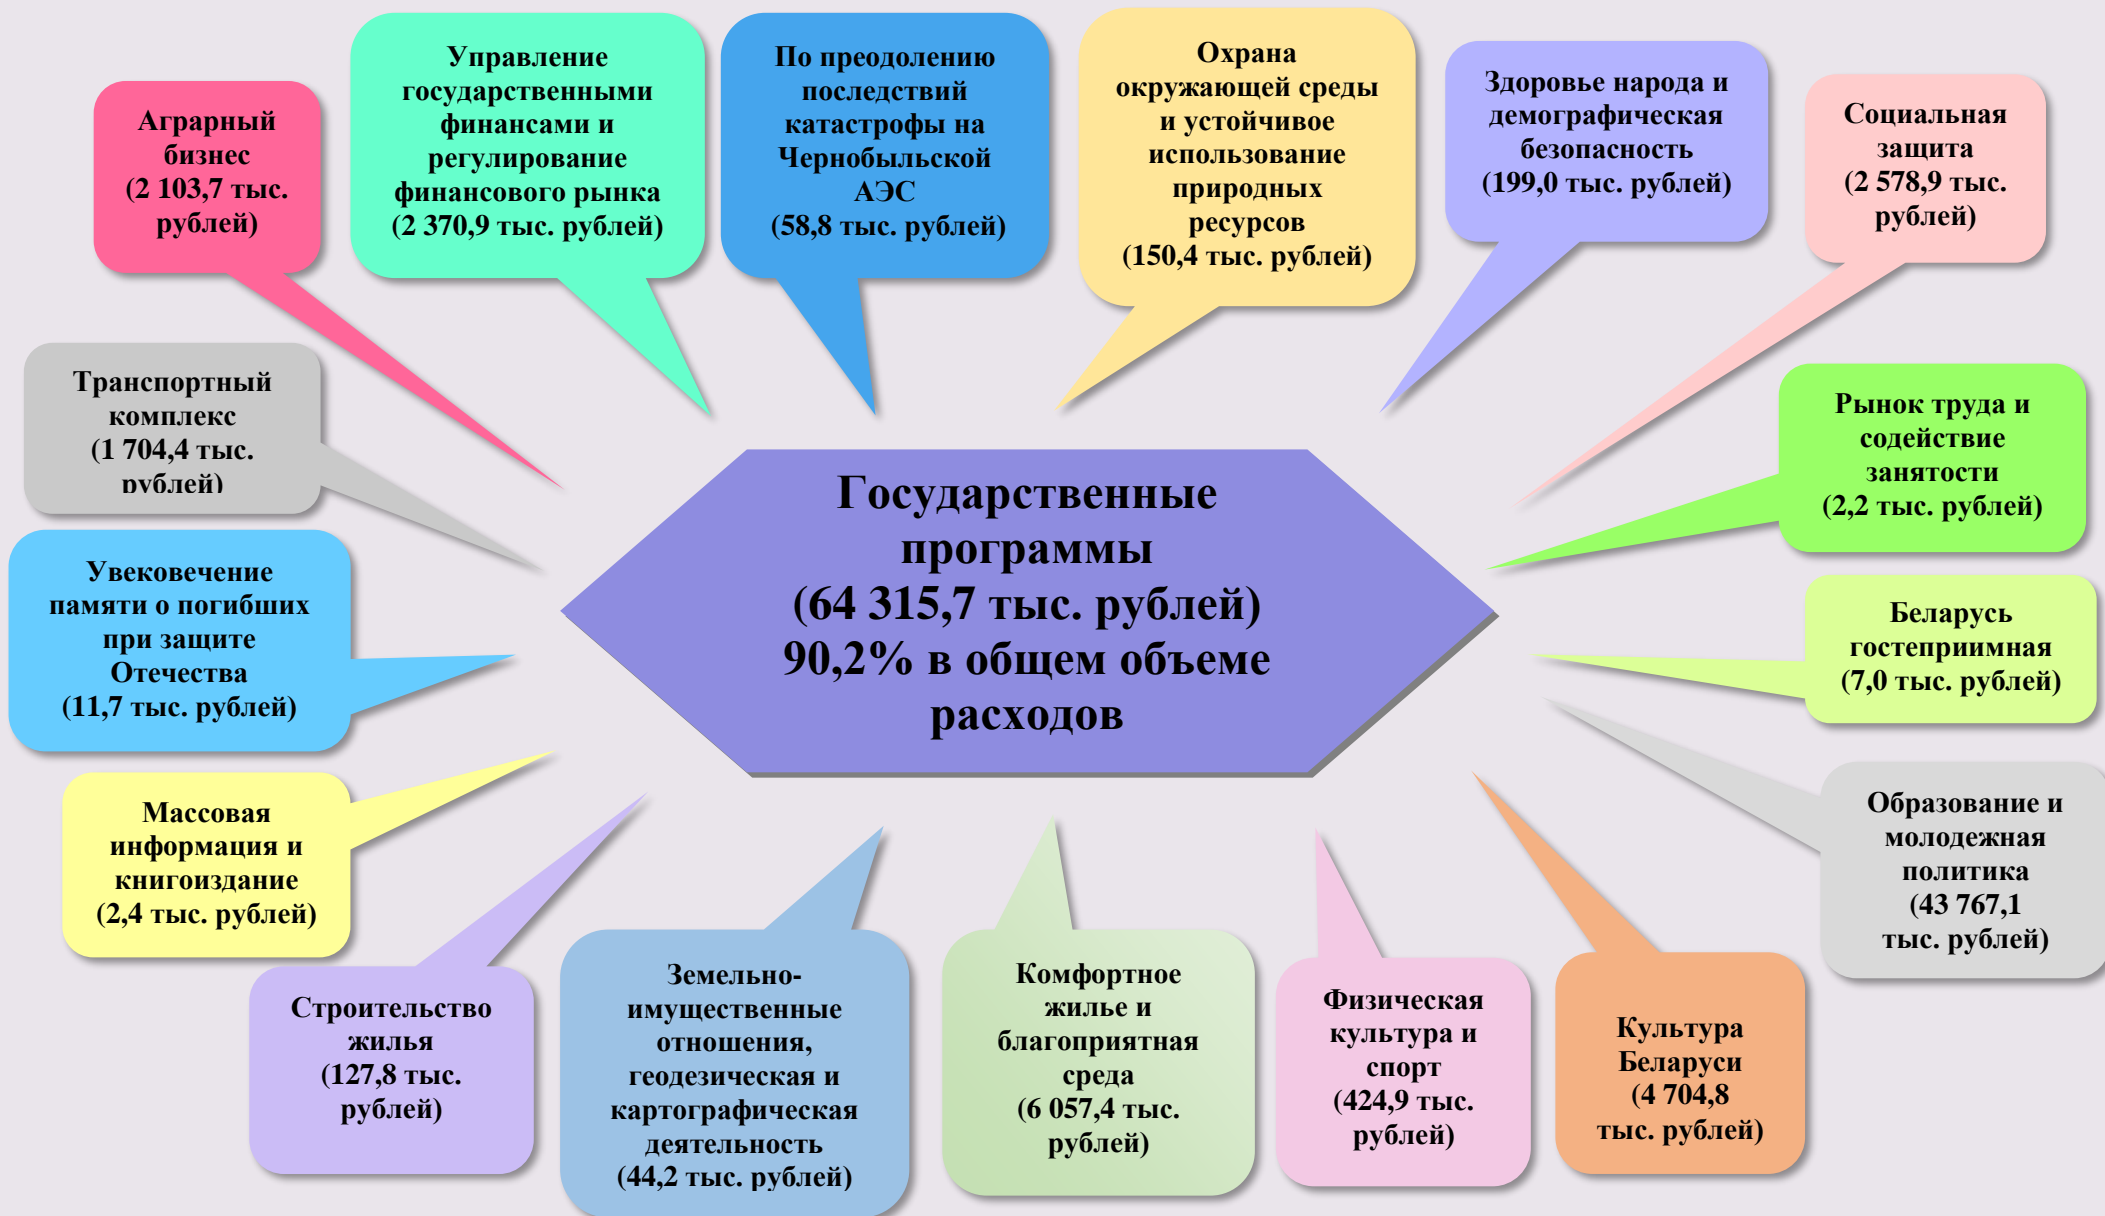 Аграрный
бизнес
(2 103,7 тыс.
рублей)
Управление
государственными
финансами и
регулирование
финансового рынка
(2 370,9 тыс. рублей)
По преодолению
последствий
катастрофы на
Чернобыльской
АЭС
(58,8 тыс. рублей)
Охрана
окружающей среды
и устойчивое
использование
природных
ресурсов
(150,4 тыс. рублей)
Здоровье народа и
демографическая
безопасность
(199,0 тыс. рублей)
Социальная
защита
(2 578,9 тыс.
рублей)
Транспортный
комплекс
(1 704,4 тыс.
рублей)
Рынок труда и
содействие
занятости
(2,2 тыс. рублей)
Государственные
программы
(64 315,7 тыс. рублей)
90,2% в общем объеме
расходов
Увековечение
памяти о погибших
при защите
Отечества
(11,7 тыс. рублей)
Беларусь
гостеприимная
(7,0 тыс. рублей)
Массовая
информация и
книгоиздание
(2,4 тыс. рублей)
Образование и
молодежная
политика
(43 767,1
тыс. рублей)
Строительство
жилья
(127,8 тыс.
рублей)
Земельно-
имущественные
отношения,
геодезическая и
картографическая
деятельность
(44,2 тыс. рублей)
Комфортное
жилье и
благоприятная
среда
(6 057,4 тыс.
рублей)
Физическая
культура и
спорт
(424,9 тыс.
рублей)
Культура
Беларуси
(4 704,8
тыс. рублей)